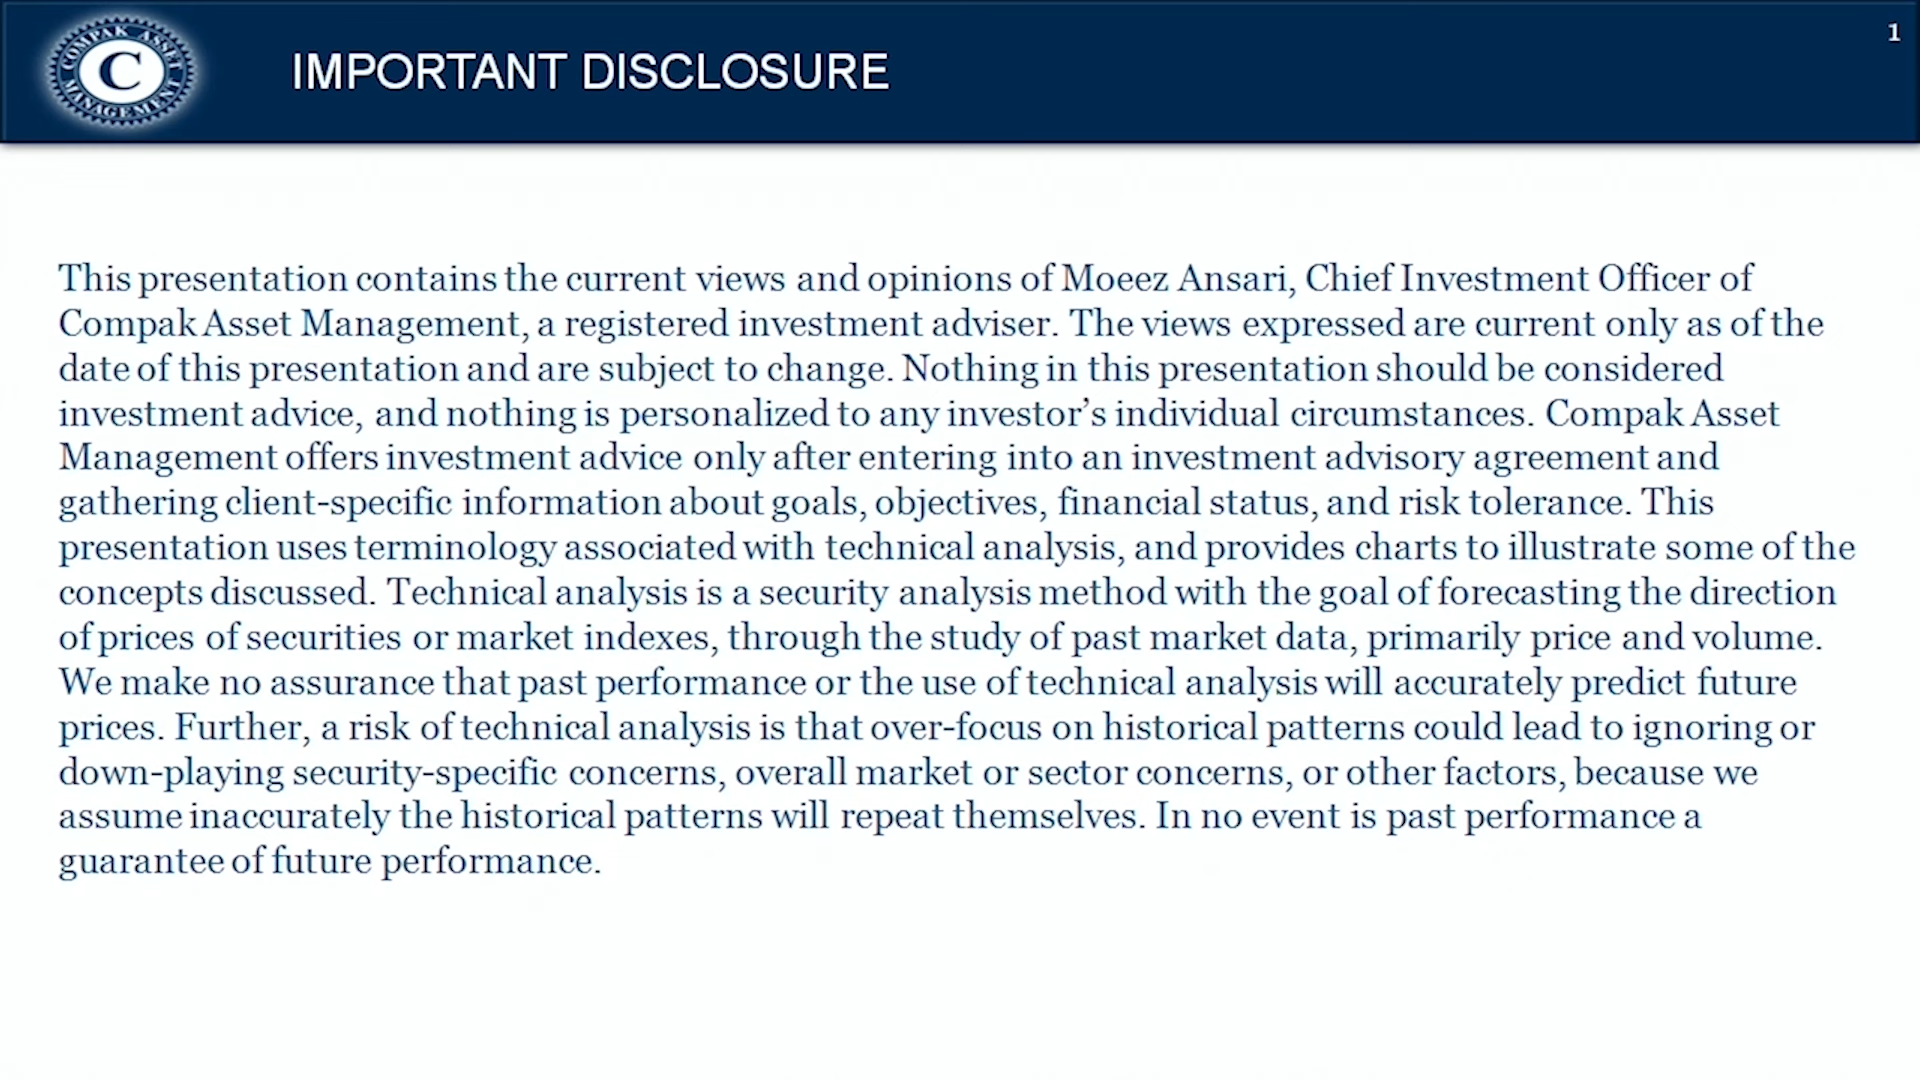 COMPAK ASSET
MANAGEMENT
C
IMPORTANT DISCLOSURE
1
This presentation contains the current views and opinions of Moeez Ansari, Chief Investment Officer of
Compak Asset Management, a registered investment adviser. The views expressed are current only as of the
date of this presentation and are subject to change. Nothing in this presentation should be considered
investment advice, and nothing is personalized to any investor’s individual circumstances. Compak Asset
Management offers investment advice only after entering into an investment advisory agreement and
gathering client-specific information about goals, objectives, financial status, and risk tolerance. This
presentation uses terminology associated with technical analysis, and provides charts to illustrate some of the
concepts discussed. Technical analysis is a security analysis method with the goal of forecasting the direction
of prices of securities or market indexes, through the study of past market data, primarily price and volume.
We make no assurance that past performance or the use of technical analysis will accurately predict future
prices. Further, a risk of technical analysis is that over-focus on historical patterns could lead to ignoring or
down-playing security-specific concerns, overall market or sector concerns, or other factors, because we
assume inaccurately the historical patterns will repeat themselves. In no event is past performance a
guarantee of future performance.